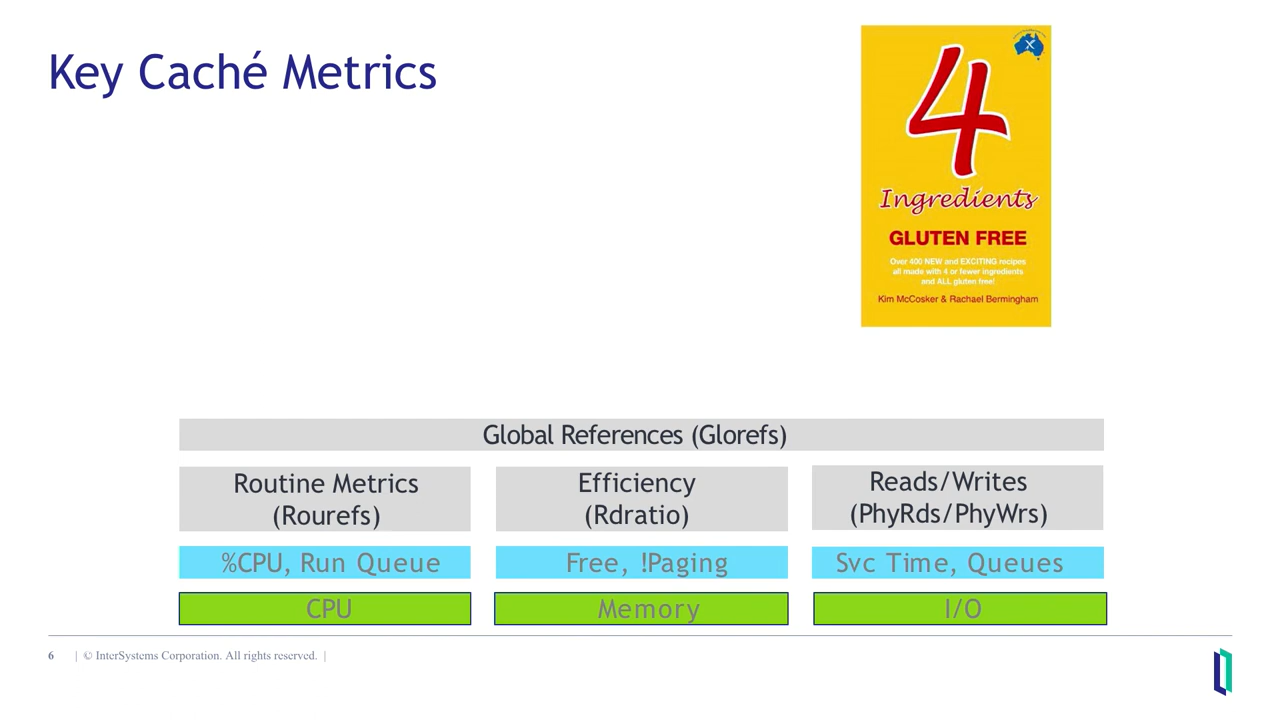 Key Caché Metrics
4
Ingredients
GLUTEN FREE
Over 400 NEW and EXCITING recipes
all made with 4 or fewer ingredients
and ALL gluten free!
Kim McCosker & Rachael Bermingham
Global References (Glorefs)
Routine Metrics
(Rourefs)
Efficiency
(Rdratio)
Reads/Writes
(PhyRds/PhyWrs)
%CPU, Run Queue
Free, !Paging
Svc Time, Queues
CPU
Memory
I/O
6 | © InterSystems Corporation. All rights reserved. |